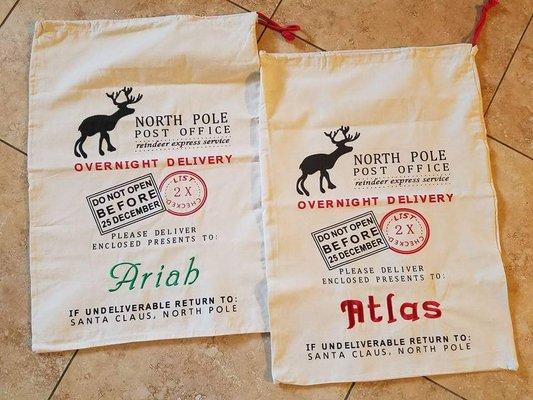 NORTH POLE
POST OFFICE
reindeer express service
OVERNIGHT DELIVERY
DO NOT OPEN
BEFORE
25 DECEMBER
LIST
2X
CHECKED
PLEASE DELIVER
ENCLOSED PRESENTS TO:
Ariah
IF UNDELIVERABLE RETURN TO:
SANTA CLAUS, NORTH POLE
NORTH POLE
POST OFFICE
reindeer express service
OVERNIGHT DELIVERY
DO NOT OPEN
BEFORE
25 DECEMBER
LIST
2X
CHECKED
PLEASE DELIVER
ENCLOSED PRESENTS TO:
Atlas
IF UNDELIVERABLE RETURN TO:
SANTA CLAUS, NORTH POLE